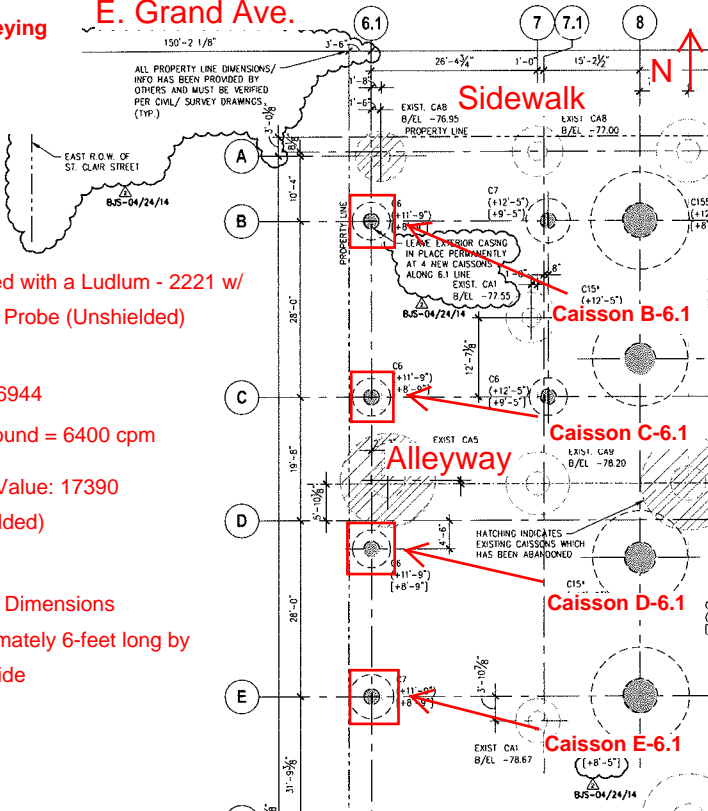 E. Grand Ave.
eying
6.1
7
7.1
8
150'-2 1/8"
3'-6"
26'-4¾"
1'-0"
15'-2½"
N
ALL PROPERTY LINE DIMENSIONS/
INFO HAS BEEN PROVIDED BY
OTHERS AND MUST BE VERIFIED
PER CIVIL/ SURVEY DRAWINGS.
(TYP.)
1'-8"
1'-6"
Sidewalk
EXIST. CA8
B/EL -76.95
PROPERTY LINE
EXIST. CA8
B/EL -77.00
3'-0⅛"
A
EAST R.O.W. OF
ST. CLAIR STREET
BJS-04/24/14
10'-4"
C7
(+12'-5")
[+9'-5"]
C6
(+11'-9")
B
PROPERTY LINE
LEAVE EXTERIOR CASING
IN PLACE PERMANENTLY
AT 4 NEW CAISSONS
ALONG 6.1 LINE
EXIST. CA1
B/EL -77.55
8"
ed with a Ludlum - 2221 w/
Probe (Unshielded)
BJS-04/24/14
C15
(+12'-5")
Caisson B-6.1
28'-0"
12'-7⅛"
C6
(+11'-9")
C6
(+12'-5")
[+9'-5"]
6944
C
ound = 6400 cpm
Caisson C-6.1
EXIST CA5
EXIST. CA9
B/EL -78.20
Alleyway
19'-8"
Value: 17390
lded)
5'-10⅛"
D
4'-6"
HATCHING INDICATES
EXISTING CAISSONS WHICH
HAS BEEN ABANDONED
C6
(+11'-9")
[+8'-9"]
C15
Dimensions
Caisson D-6.1
mately 6-feet long by
ide
28'-0"
C7
E
3'-10⅞"
EXIST CA1
B/EL -78.67
Caisson E-6.1
[+8'-5"]
31'-9⅜"
BJS-04/24/14